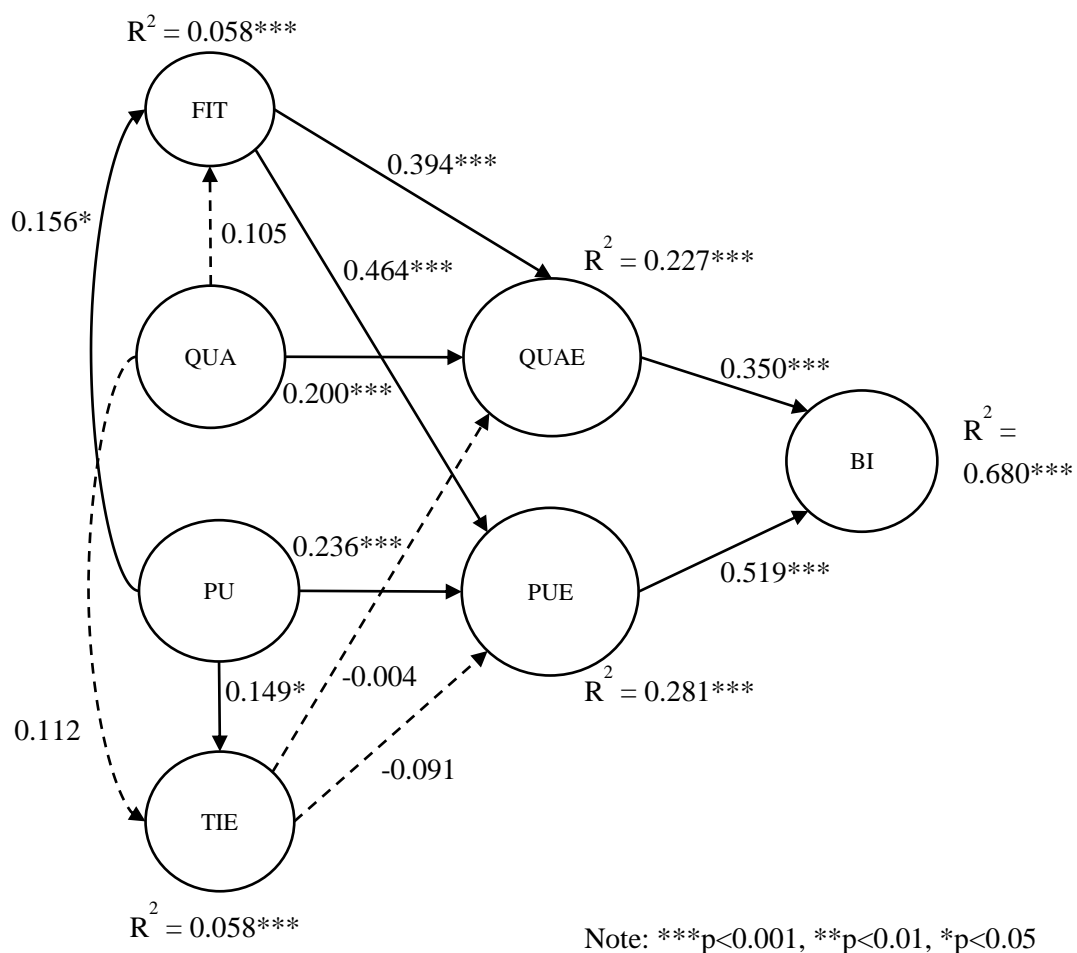 R² = 0.058***
FIT
0.394***
0.156*
0.105
0.464***
R² = 0.227***
QUA
QUAE
0.350***
0.200***
R² =
0.680***
BI
0.236***
PU
PUE
0.519***
-0.004
0.149*
R² = 0.281***
0.112
-0.091
TIE
R² = 0.058***
Note: ***p<0.001, **p<0.01, *p<0.05